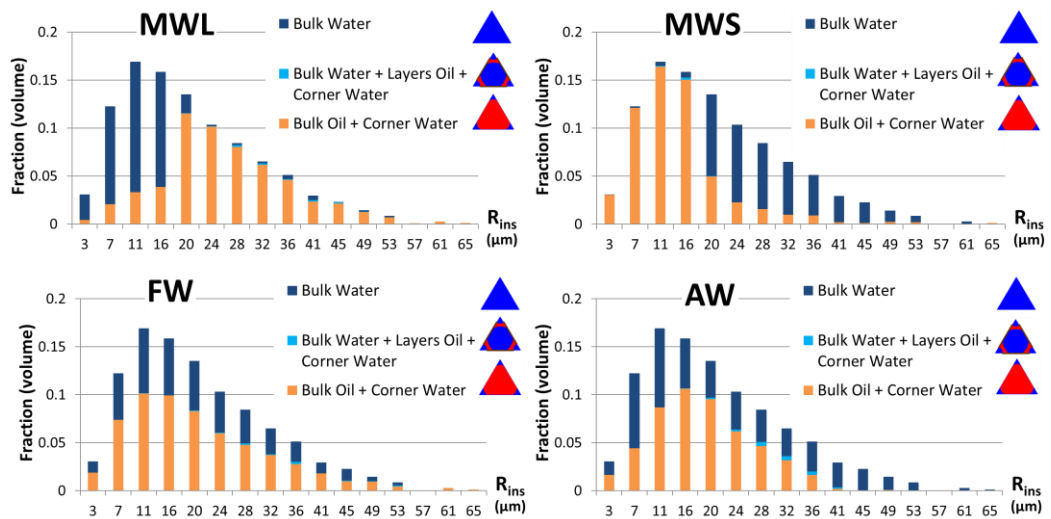 MWL
Fraction (volume)
0.2
0.15
0.1
0.05
0
Bulk Water
Bulk Water + Layers Oil +
Corner Water
Bulk Oil + Corner Water
3 7 11 16 20 24 28 32 36 41 45 49 53 57 61 65
Rins
(μm)
MWS
Fraction (volume)
0.2
0.15
0.1
0.05
0
Bulk Water
Bulk Water + Layers Oil +
Corner Water
Bulk Oil + Corner Water
3 7 11 16 20 24 28 32 36 41 45 49 53 57 61 65
Rins
(μm)
FW
Fraction (volume)
0.2
0.15
0.1
0.05
0
Bulk Water
Bulk Water + Layers Oil +
Corner Water
Bulk Oil + Corner Water
3 7 11 16 20 24 28 32 36 41 45 49 53 57 61 65
Rins
(μm)
AW
Fraction (volume)
0.2
0.15
0.1
0.05
0
Bulk Water
Bulk Water + Layers Oil +
Corner Water
Bulk Oil + Corner Water
3 7 11 16 20 24 28 32 36 41 45 49 53 57 61 65
Rins
(μm)